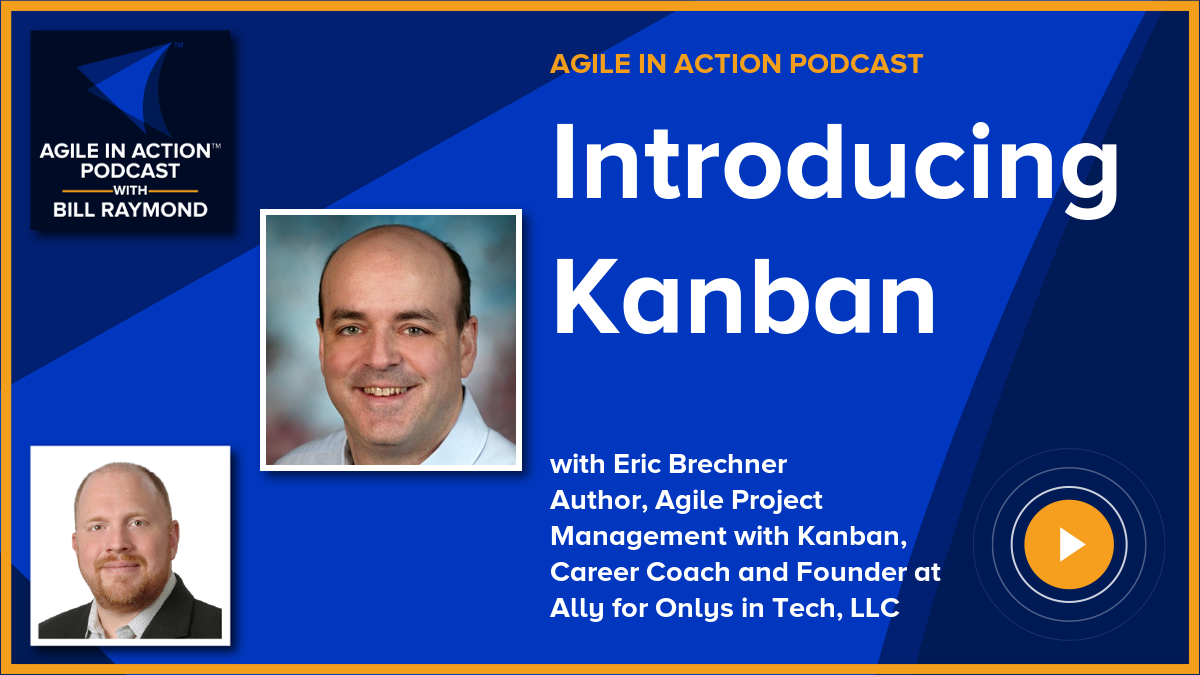 AGILE IN ACTION™
PODCAST
WITH
BILL RAYMOND
AGILE IN ACTION PODCAST
Introducing
Kanban
with Eric Brechner
Author, Agile Project
Management with Kanban,
Career Coach and Founder at
Ally for Onlys in Tech, LLC